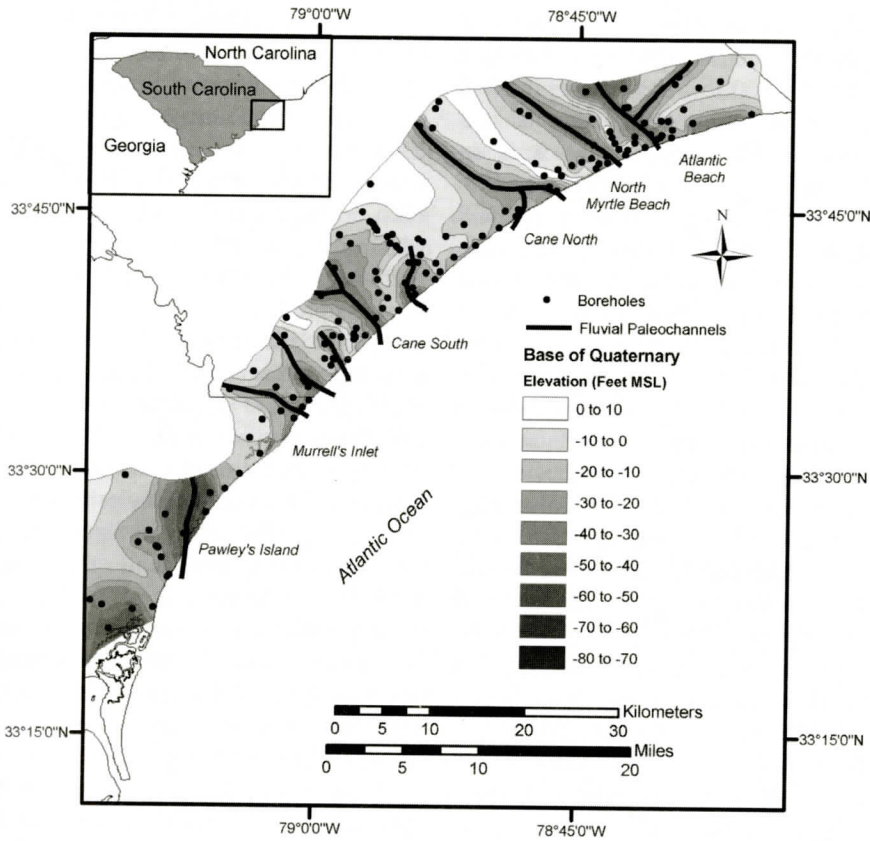 79°0'0"W
78°45'0"W
North Carolina
South Carolina
Georgia
33°45'0"N
33°45'0"N
Atlantic
Beach
North
Myrtle Beach
Cane North
N
Boreholes
Fluvial Paleochannels
Cane South
Base of Quaternary
Elevation (Feet MSL)
0 to 10
-10 to 0
-20 to -10
-30 to -20
-40 to -30
-50 to -40
-60 to -50
-70 to -60
-80 to -70
Murrell's Inlet
33°30'0"N
33°30'0"N
Atlantic Ocean
Pawley's Island
Kilometers
0 5 10 20 30
Miles
0 5 10 20
33°15'0"N
33°15'0"N
79°0'0"W
78°45'0"W